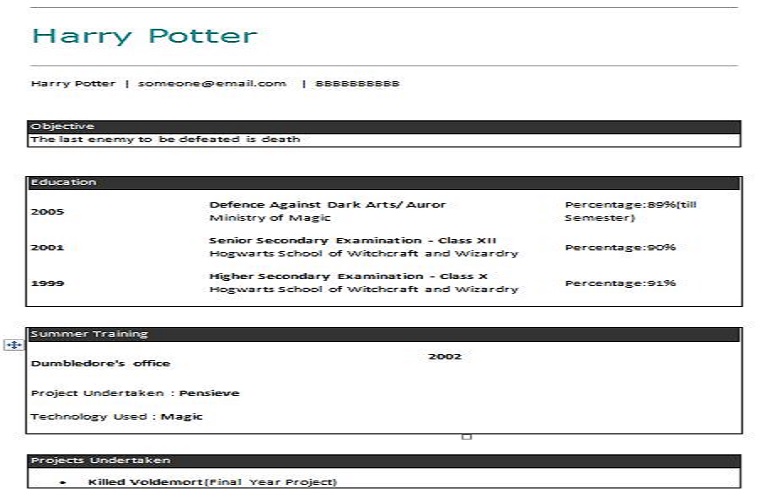 Harry Potter
Harry Potter | someone@email.com | 8888888888
Objective
The last enemy to be defeated is death
Education
2005 Defence Against Dark Arts/ Auror Percentage:89%(till
Ministry of Magic Semester)
2001 Senior Secondary Examination - Class XII Percentage:90%
Hogwarts School of Witchcraft and Wizardry
1999 Higher Secondary Examination - Class X Percentage:91%
Hogwarts School of Witchcraft and Wizardry
Summer Training
Dumbledore's office 2002
Project Undertaken : Pensieve
Technology Used : Magic
Projects Undertaken
• Killed Voldemort(Final Year Project)